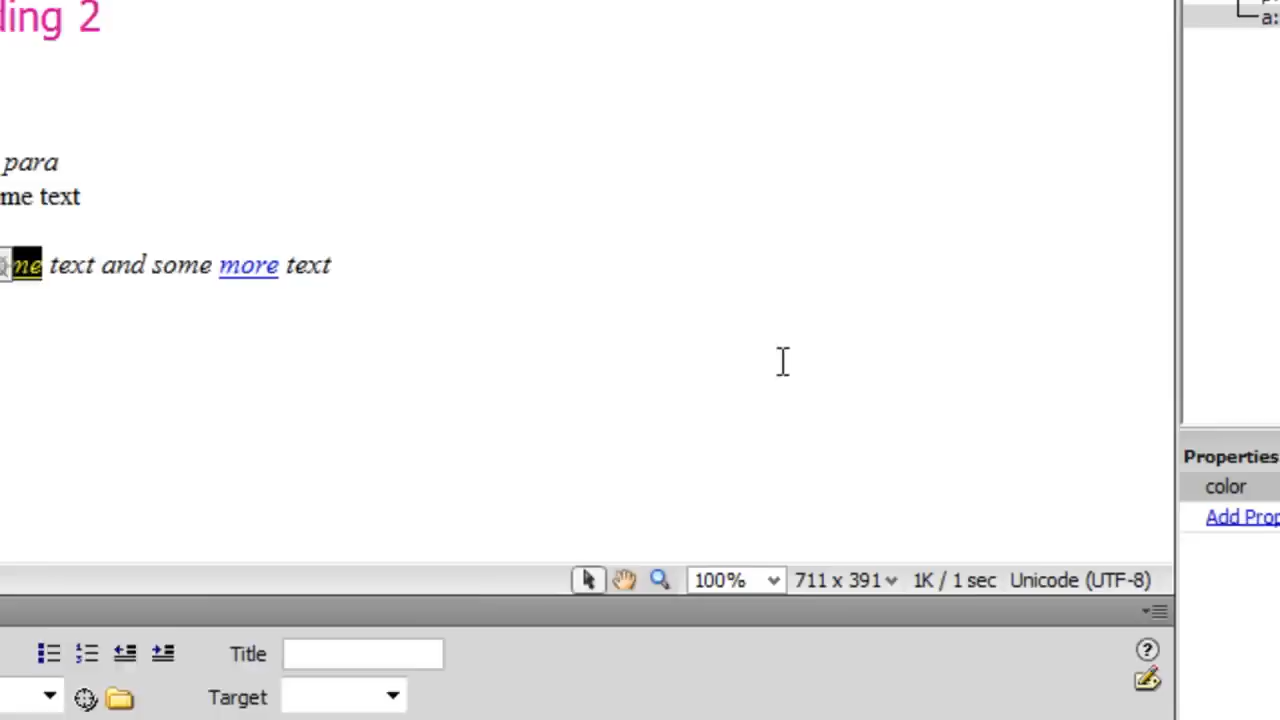 ding 2
a:
para
me text
me text and some more text
Properties
color
Add Prop
100% 711 x 391 1K / 1 sec Unicode (UTF-8)
Title
Target